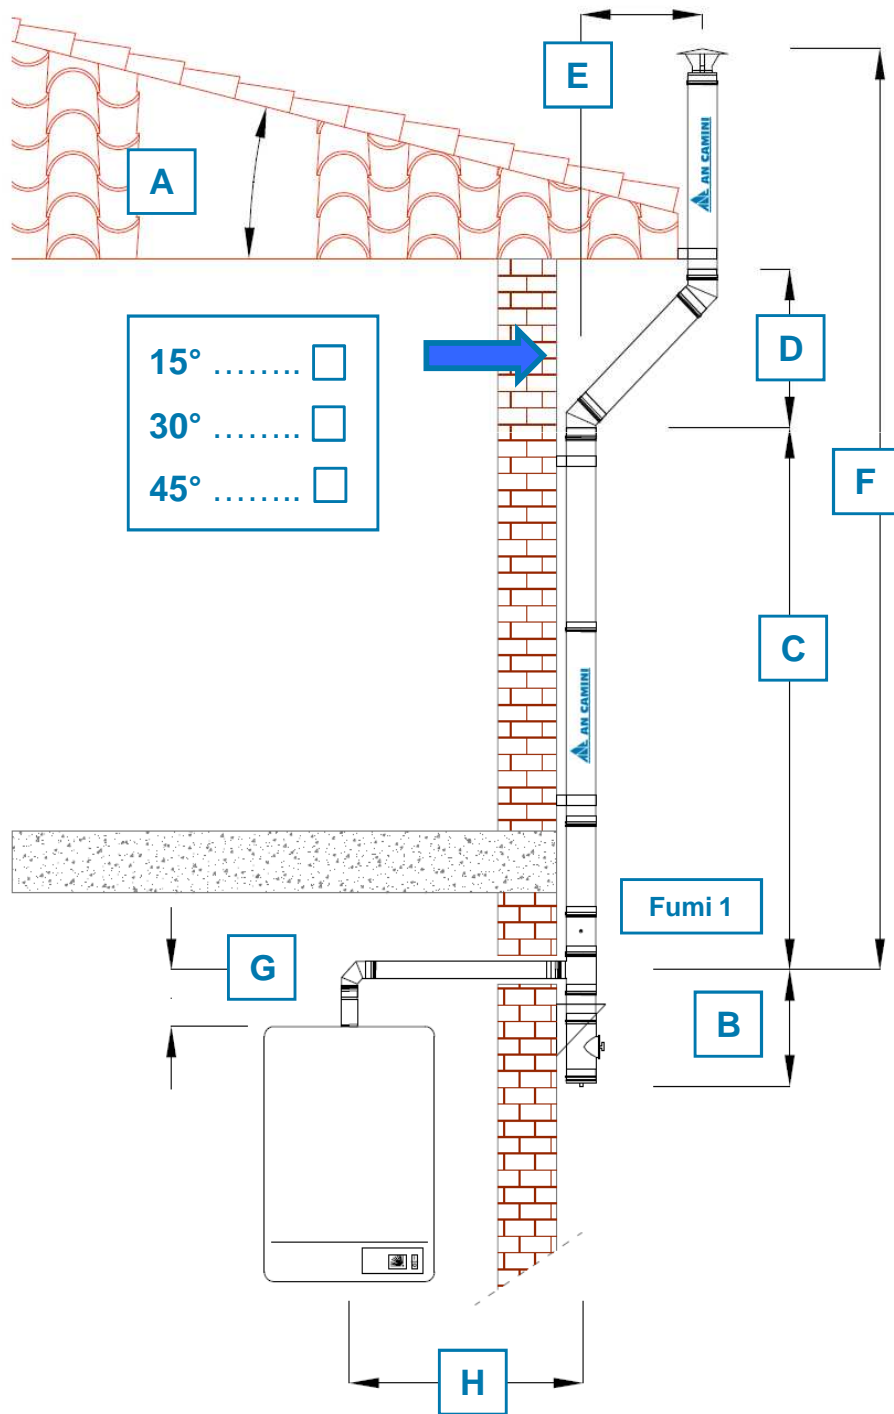 E
AN CAMINI
A
D
15° ........
30° ........
45° ........
F
C
AN CAMINI
Fumi 1
G
B
H